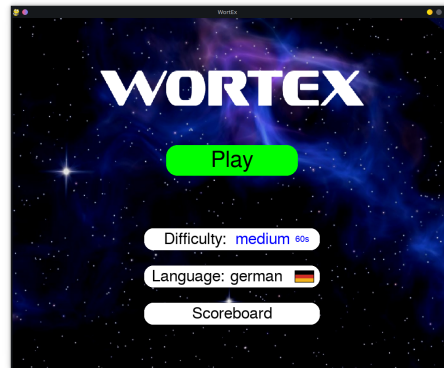 WortEx
WORTEX
Play
Difficulty: medium 60s
Language: german
Scoreboard